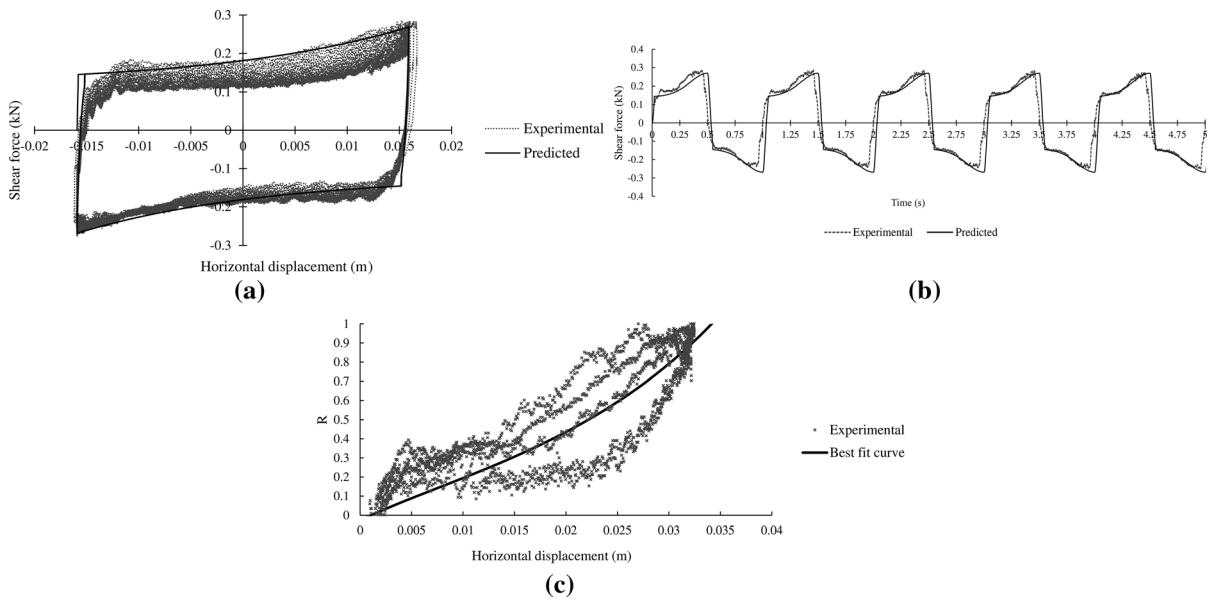 0.3
0.2
0.1
0
-0.1
-0.2
-0.3
-0.02
-0.015
-0.01
-0.005
0
0.005
0.01
0.015
0.02
Shear force (kN)
Horizontal displacement (m)
Experimental
Predicted
(a)
0.4
0.3
0.2
0.1
0
-0.1
-0.2
-0.3
-0.4
0 0.25 0.5 0.75 1 1.25 1.5 1.75 2 2.25 2.5 2.75 3 3.25 3.5 3.75 4 4.25 4.5 4.75 5
Shear force (kN)
Time (s)
Experimental Predicted
(b)
1
0.9
0.8
0.7
0.6
0.5
0.4
0.3
0.2
0.1
0
R
0 0.005 0.01 0.015 0.02 0.025 0.03 0.035 0.04
Horizontal displacement (m)
Experimental
Best fit curve
(c)